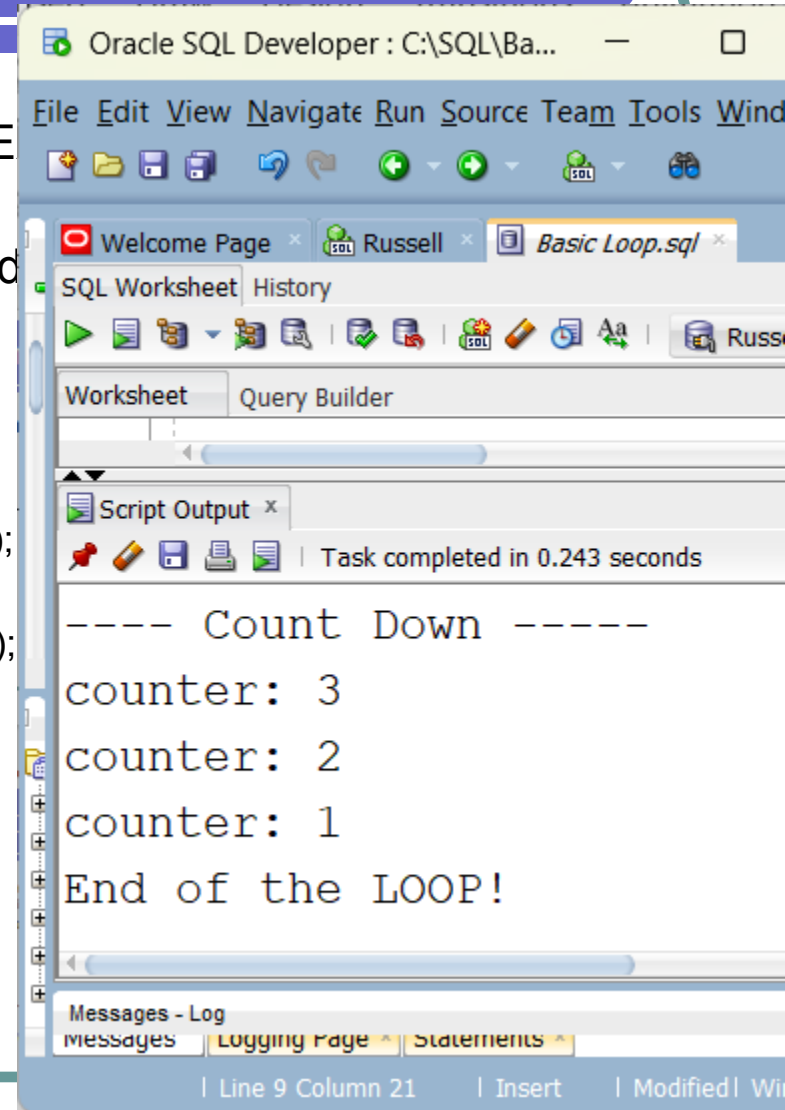 Oracle SQL Developer : C:\SQL\Ba...
File Edit View Navigate Run Source Team Tools Wind
E
Welcome Page Russell Basic Loop.sql
d
SQL Worksheet History
Russe
Worksheet Query Builder
Script Output
);
Task completed in 0.243 seconds
---- Count Down -----
);
counter: 3
counter: 2
counter: 1
End of the LOOP!
Messages - Log
Messages Logging Page Statements
Line 9 Column 21 | Insert | Modified | Wi